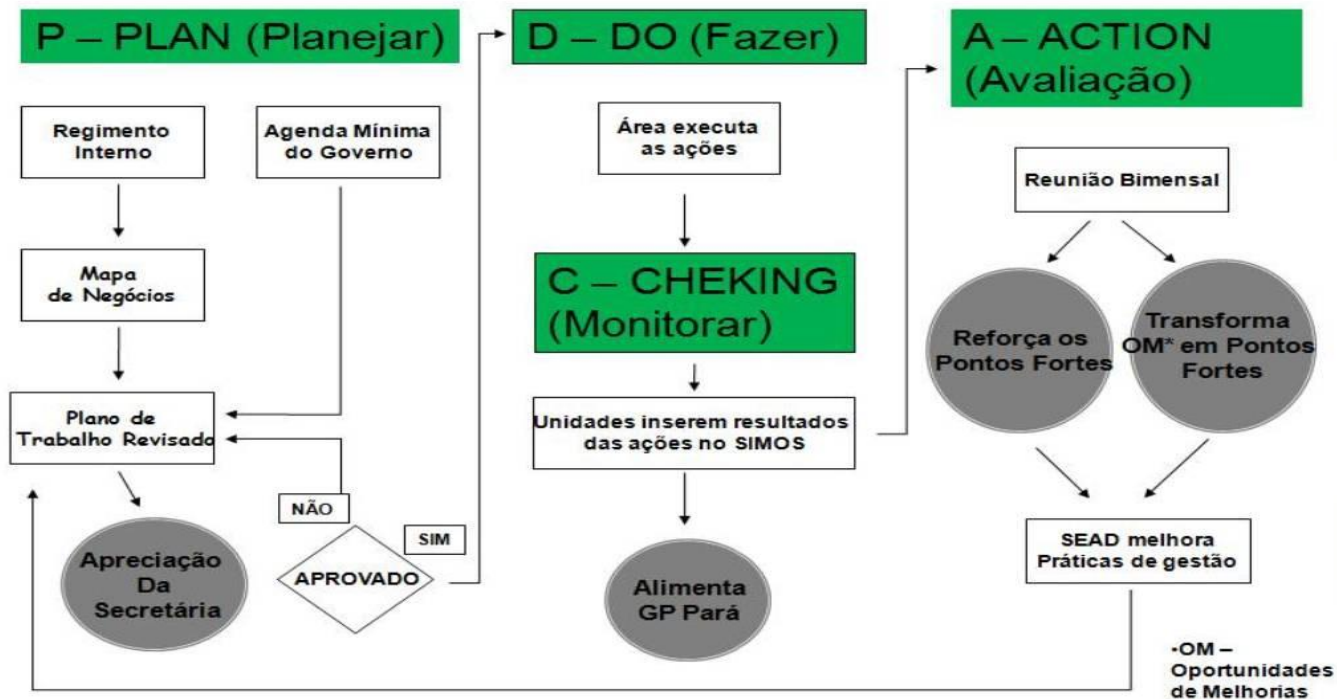 P – PLAN (Planejar)
Regimento
Interno
Agenda Mínima
do Governo
Mapa
de Negócios
Plano de
Trabalho Revisado
Apreciação
Da
Secretária
NÃO
SIM
APROVADO
D – DO (Fazer)
Área executa
as ações
C – CHEKING
(Monitorar)
Unidades inserem resultados
das ações no SIMOS
Alimenta
GP Pará
A – ACTION
(Avaliação)
Reunião Bimensal
Reforça os
Pontos Fortes
Transforma
OM* em Pontos
Fortes
SEAD melhora
Práticas de gestão
•OM –
Oportunidades
de Melhorias